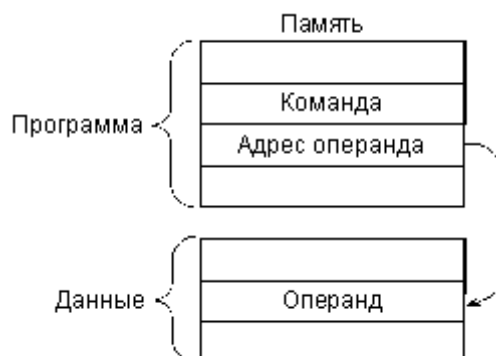 Память
Команда
Программа
Адрес операнда
Данные
Операнд